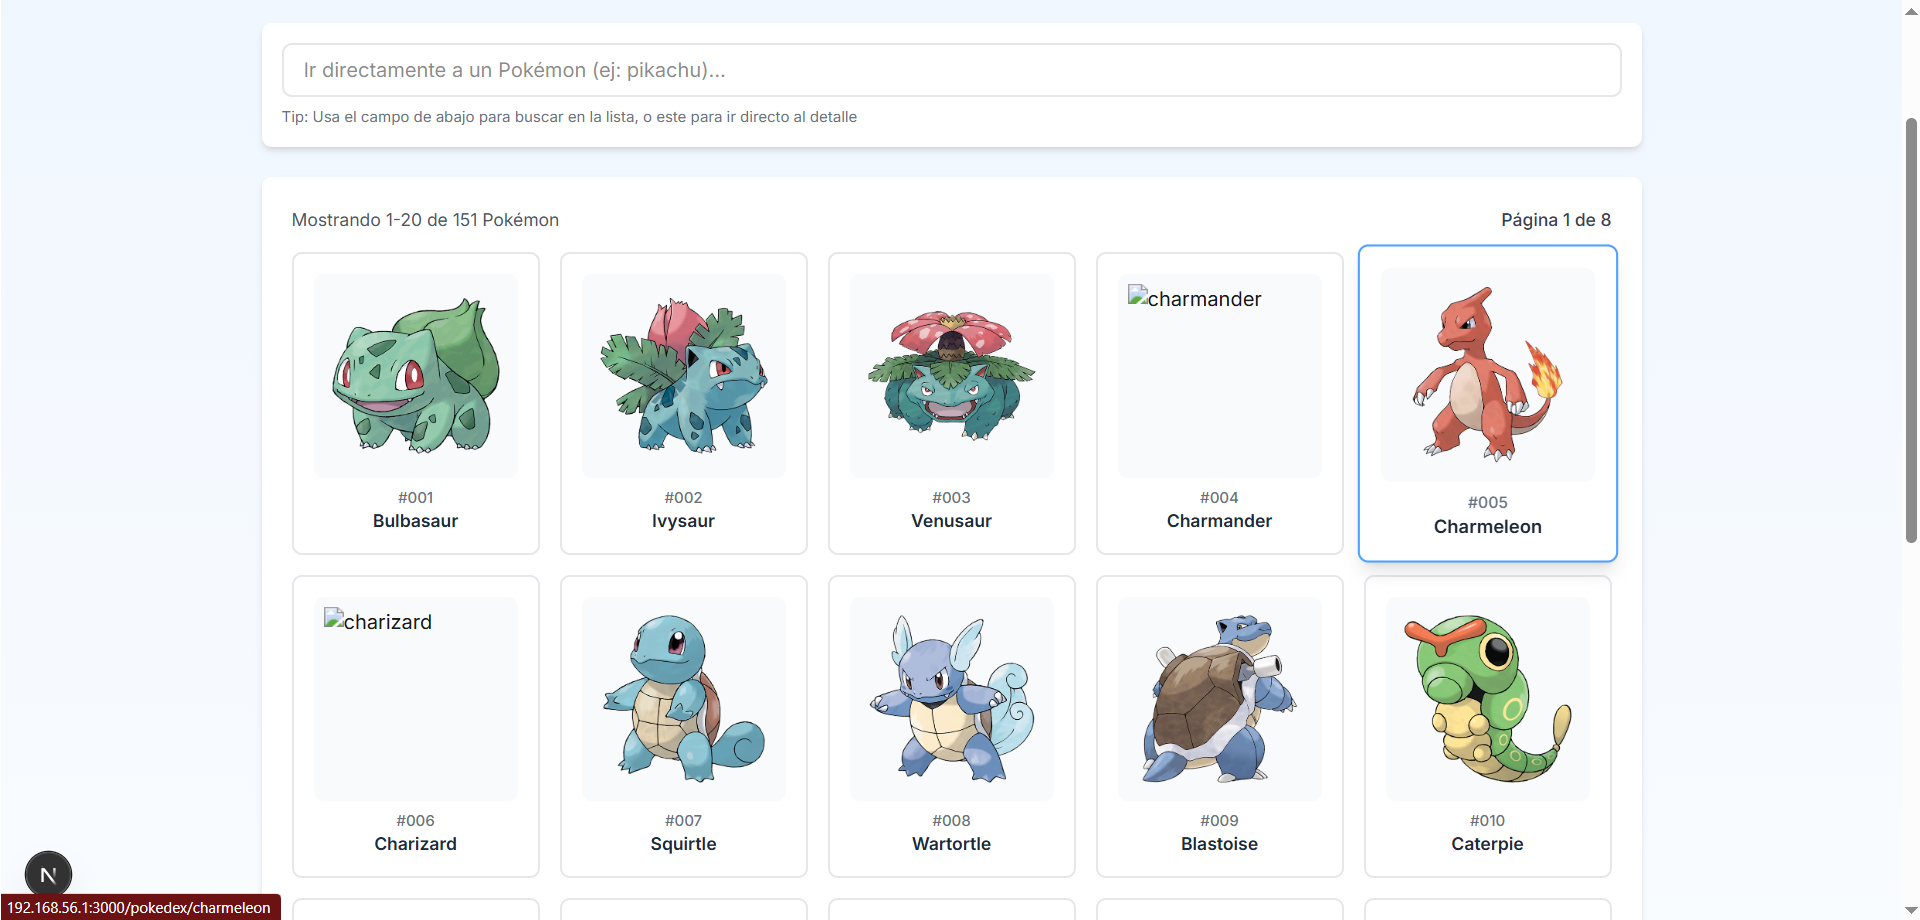 Ir directamente a un Pokémon (ej: pikachu)...
Tip: Usa el campo de abajo para buscar en la lista, o este para ir directo al detalle
Mostrando 1-20 de 151 Pokémon
Página 1 de 8
charmander
#001
Bulbasaur
#002
Ivysaur
#003
Venusaur
#004
Charmander
#005
Charmeleon
charizard
#006
Charizard
#007
Squirtle
#008
Wartortle
#009
Blastoise
#010
Caterpie
N
192.168.56.1:3000/pokedex/charmeleon